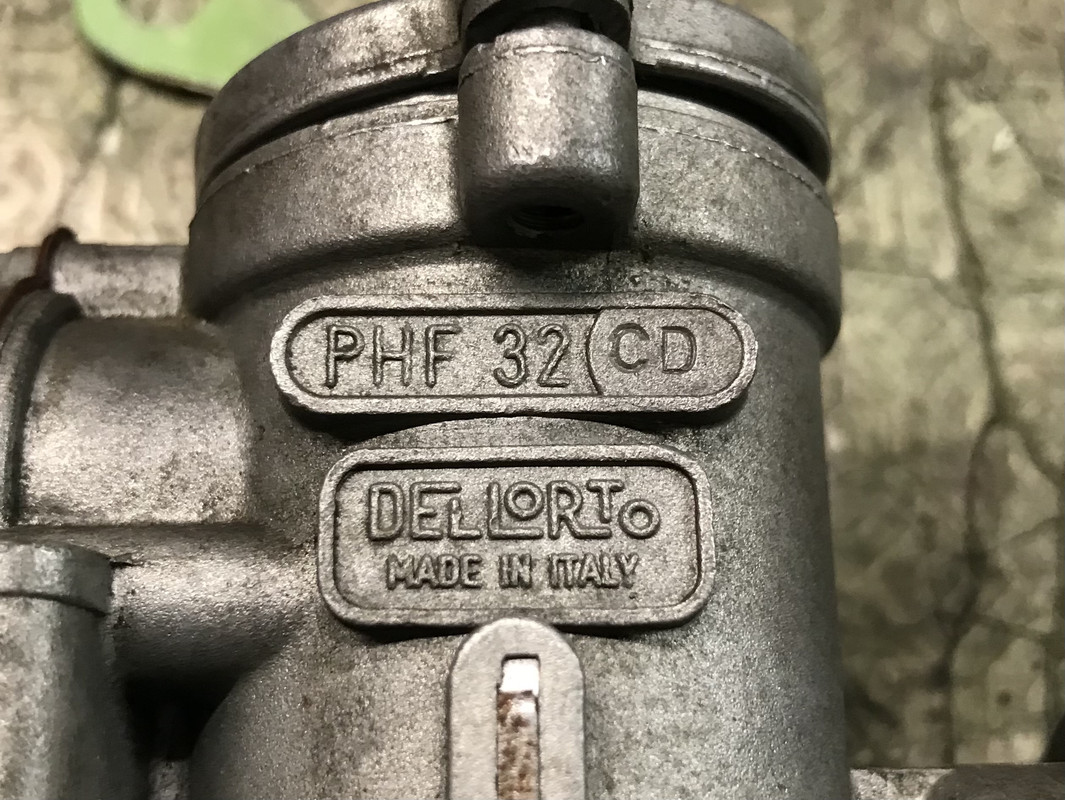 PHF 32 CD
DELLORTO
MADE IN ITALY